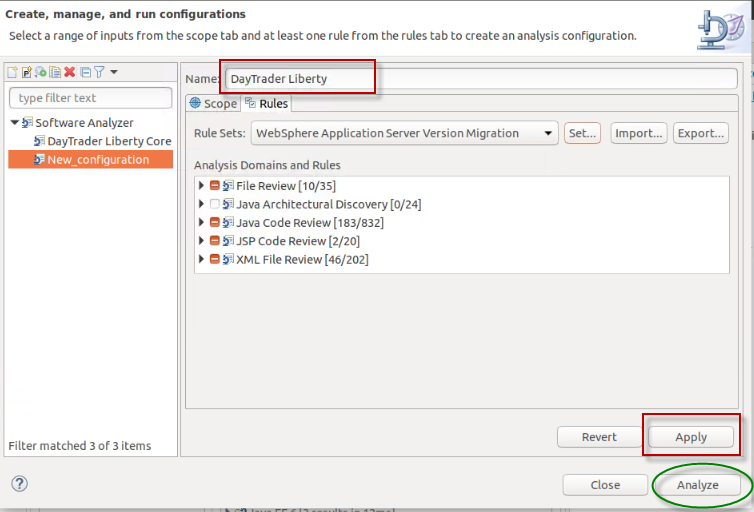 Create, manage, and run configurations
Select a range of inputs from the scope tab and at least one rule from the rules tab to create an analysis configuration.
type filter text
Software Analyzer
DayTrader Liberty Core
New_configuration
Filter matched 3 of 3 items
Name: DayTrader Liberty
Scope Rules
Rule Sets: WebSphere Application Server Version Migration Set... Import... Export...
Analysis Domains and Rules
File Review [10/35]
Java Architectural Discovery [0/24]
Java Code Review [183/832]
JSP Code Review [2/20]
XML File Review [46/202]
Revert Apply
? Close Analyze